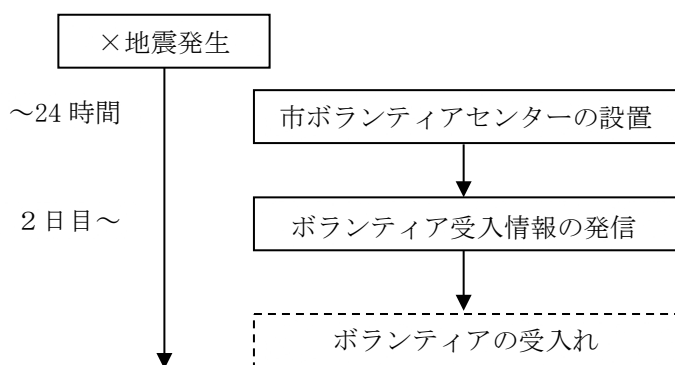 ×地震発生
～24時間
市ボランティアセンターの設置
２日目～
ボランティア受入情報の発信
ボランティアの受入れ